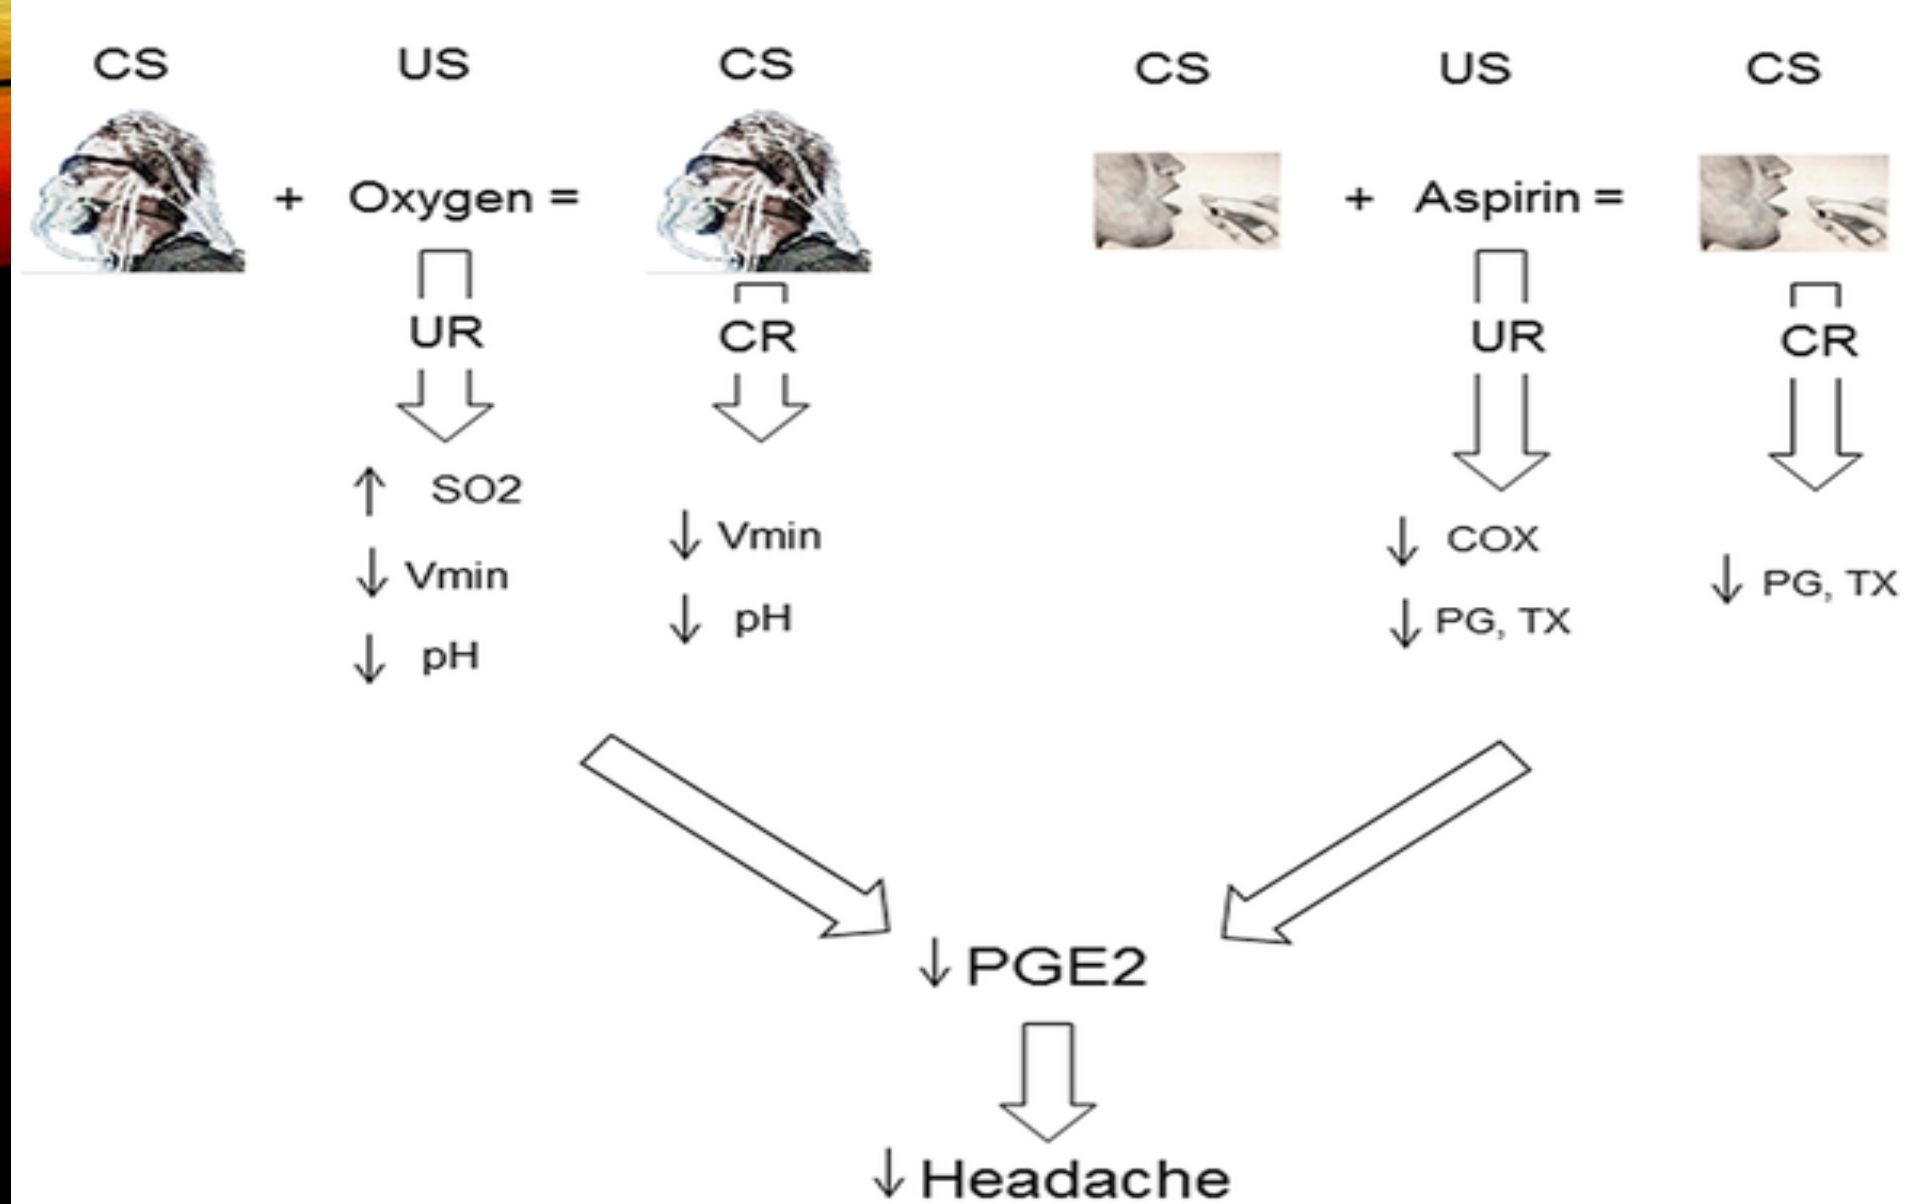 CS US CS CS US CS
+ Oxygen = + Aspirin =
UR CR UR CR
↑ SO2
↓ Vmin
↓ pH
↓ Vmin
↓ pH
↓ COX
↓ PG, TX
↓ PG, TX
↓ PGE2
↓ Headache